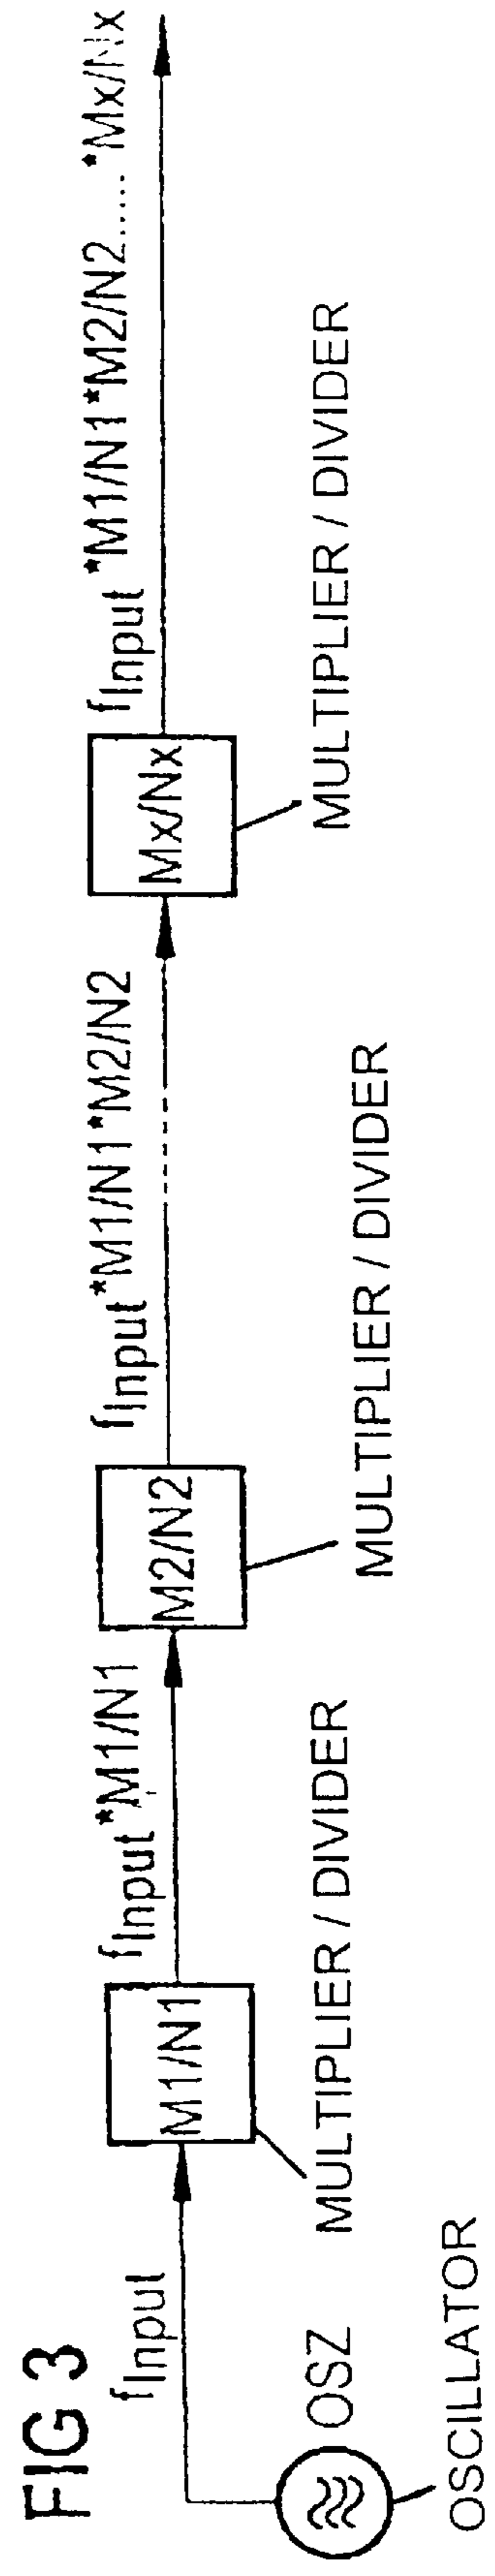 FIG 3
fInput
fInput*M1/N1
fInput*M1/N1*M2/N2
fInput*M1/N1*M2/N2......*Mx/Nx
M1/N1
M2/N2
Mx/Nx
OSZ
OSCILLATOR
MULTIPLIER / DIVIDER
MULTIPLIER / DIVIDER
MULTIPLIER / DIVIDER